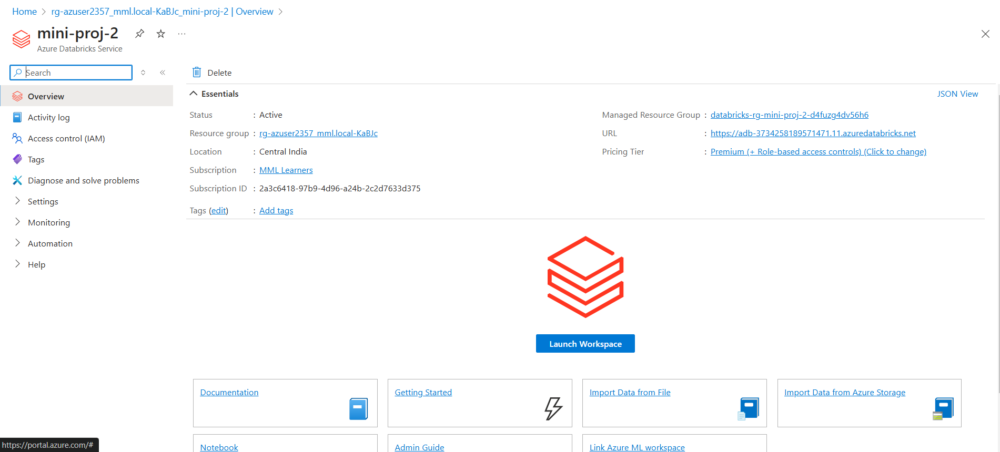 Home > rg-azuser2357_mml.local-KaBJc_mini-proj-2 | Overview >
mini-proj-2
Azure Databricks Service
Search
Overview
Activity log
Access control (IAM)
Tags
Diagnose and solve problems
Settings
Monitoring
Automation
Help
Delete
Essentials
JSON View
Status : Active
Resource group : rg-azuser2357_mml.local-KaBJc
Location : Central India
Subscription : MML Learners
Subscription ID : 2a3c6418-97b9-4d96-a24b-2c2d7633d375
Tags (edit) : Add tags
Managed Resource Group : databricks-rg-mini-proj-2-d4fuzg4dv56h6
URL : https://adb-3734258189571471.11.azuredatabricks.net
Pricing Tier : Premium (+ Role-based access controls) (Click to change)
Launch Workspace
Documentation
Getting Started
Import Data from File
Import Data from Azure Storage
Notebook
Admin Guide
Link Azure ML workspace
https://portal.azure.com/#